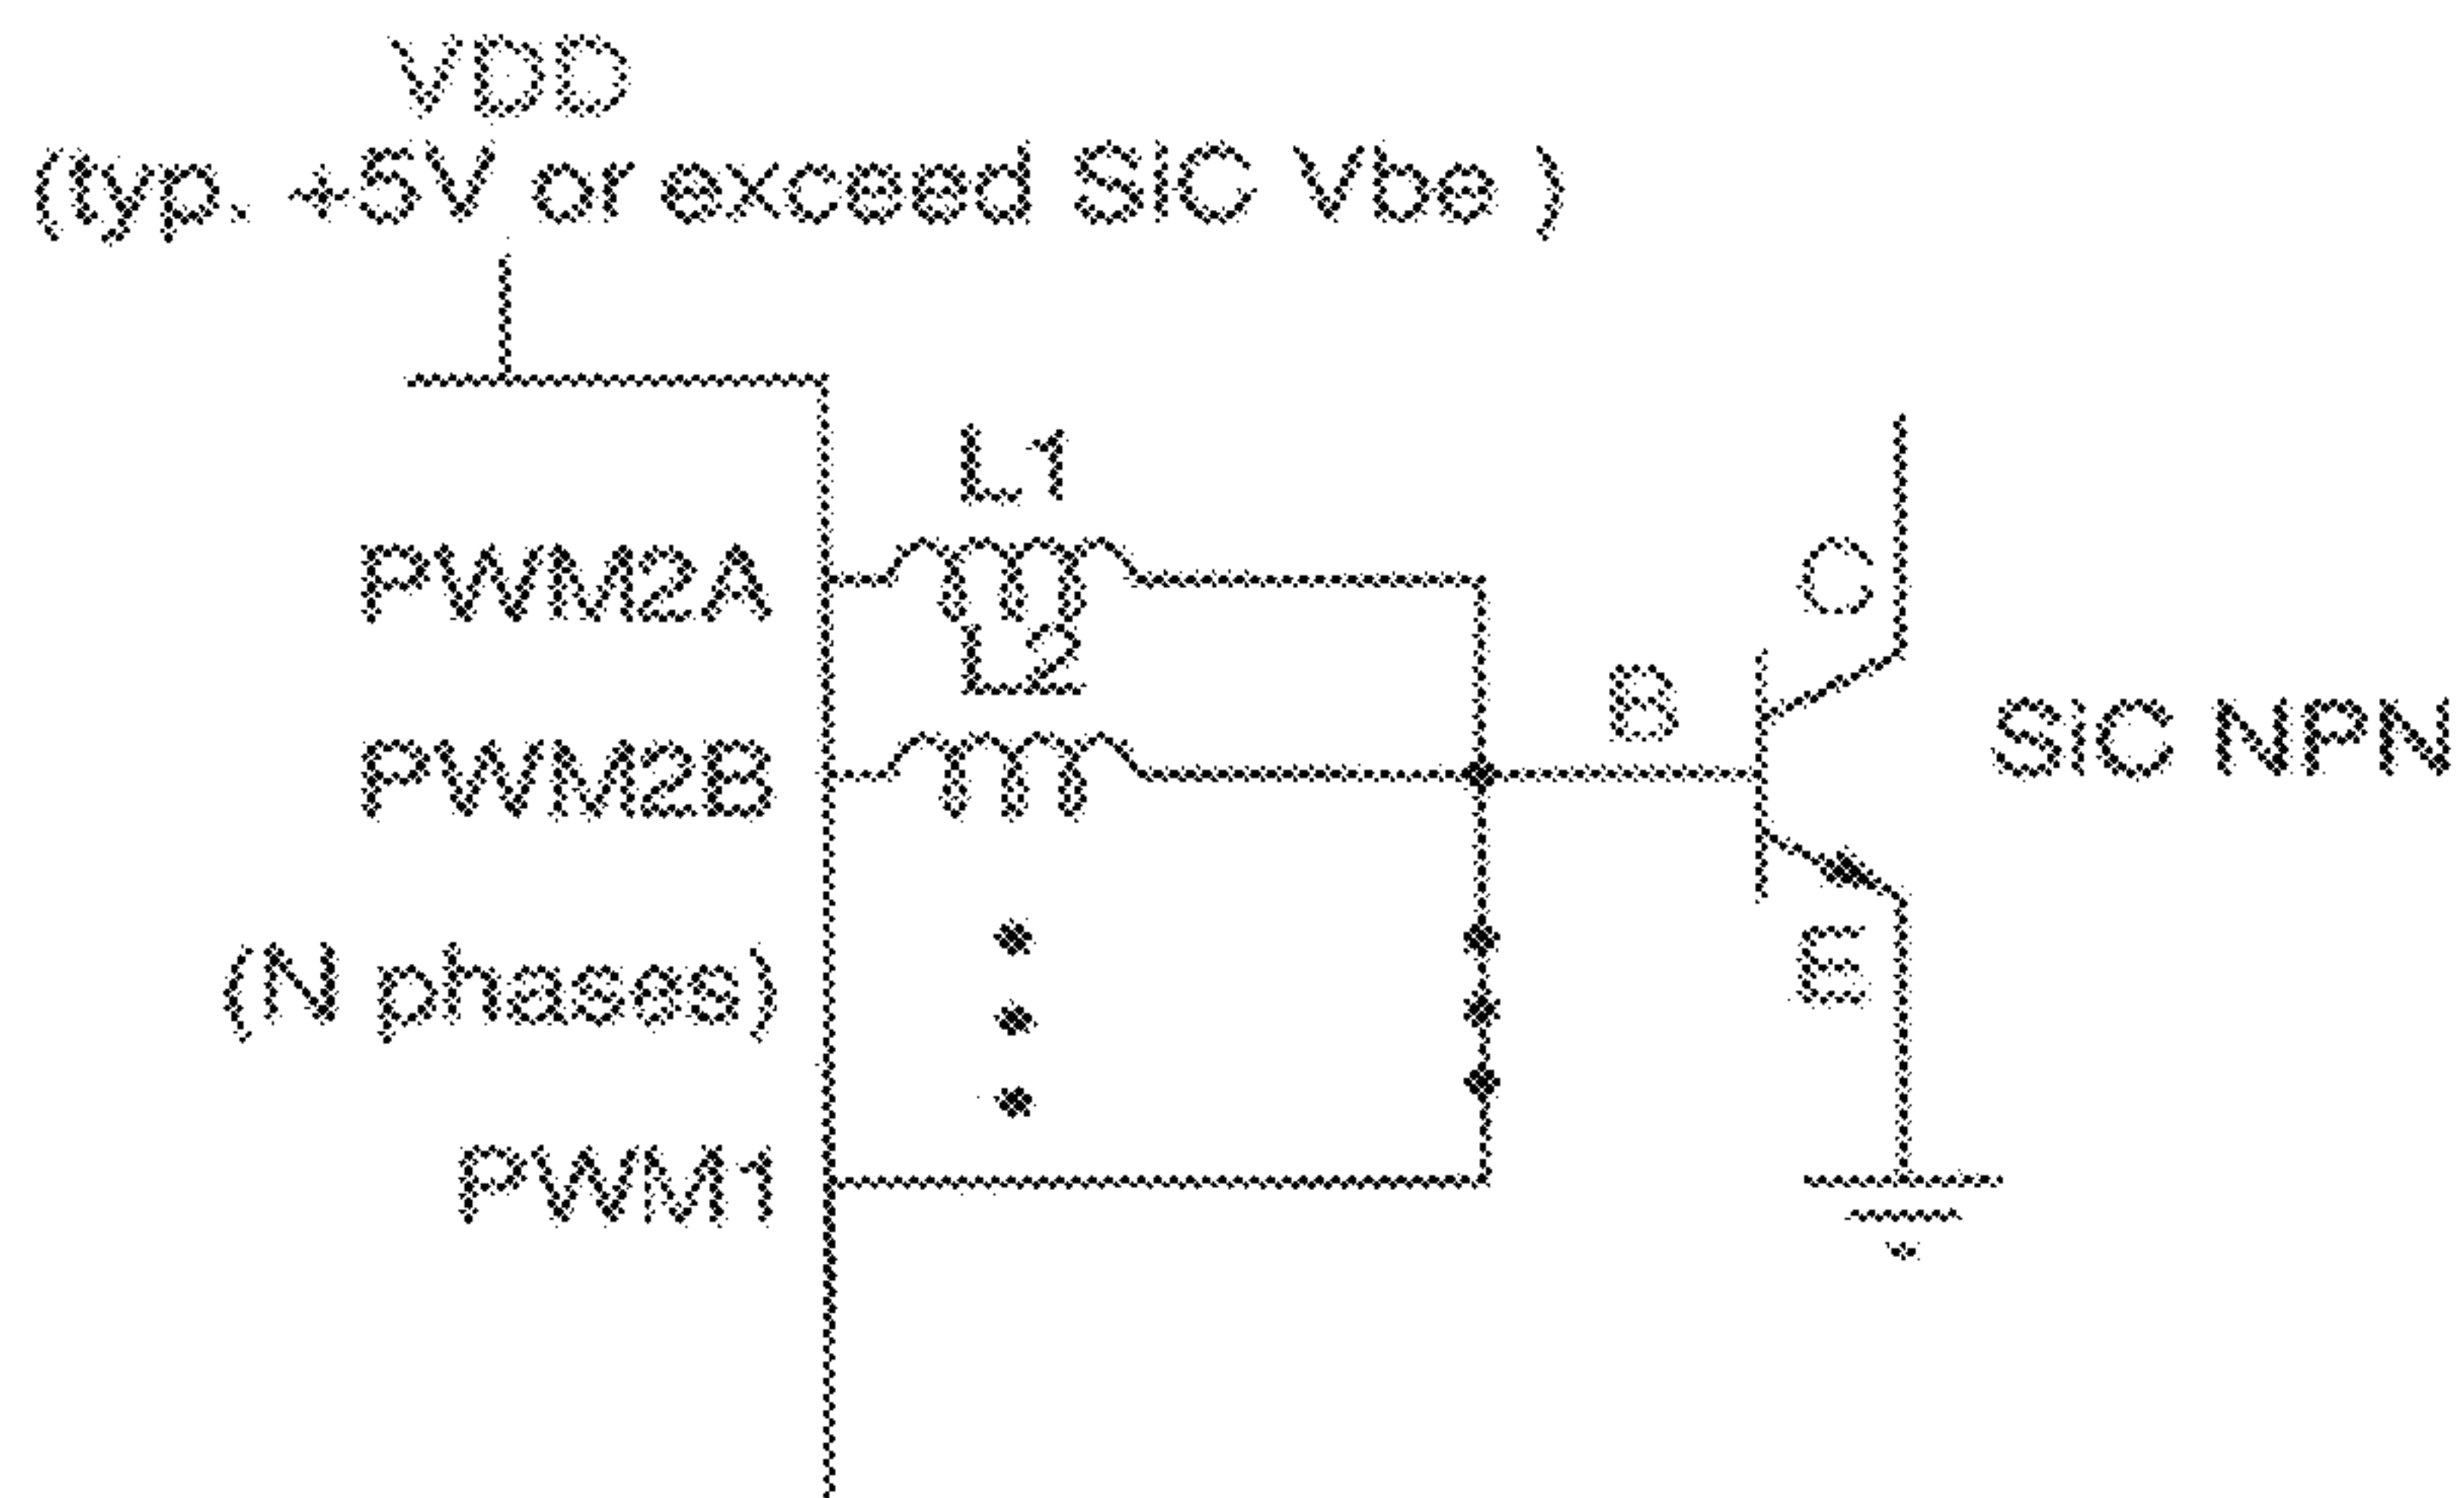 VDD
(typ. +5V or exceed SiC Vbe )
L1
PWM2A
C
L2
B
SiC NPN
PWM2B
(N phases)
E
PWM1